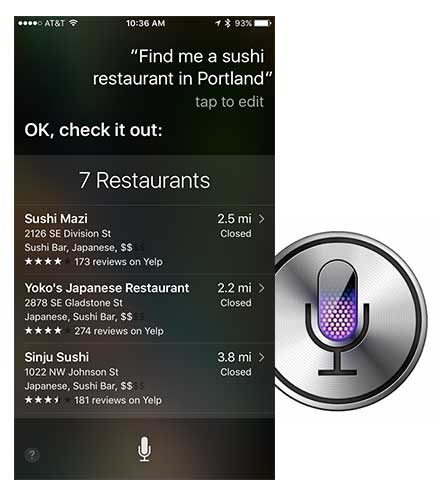 ●●●●○ AT&T 10:36 AM 93%
“Find me a sushi
restaurant in Portland“
tap to edit
OK, check it out:
7 Restaurants
Sushi Mazi 2.5 mi >
2126 SE Division St Closed
Sushi Bar, Japanese, $$$$
★★★★★ 173 reviews on Yelp
Yoko's Japanese Restaurant 2.2 mi >
2878 SE Gladstone St Closed
Japanese, Sushi Bar, $$$$
★★★★★ 274 reviews on Yelp
Sinju Sushi 3.8 mi >
1022 NW Johnson St Closed
Japanese, Sushi Bar, $$$$
★★★★★ 181 reviews on Yelp
?